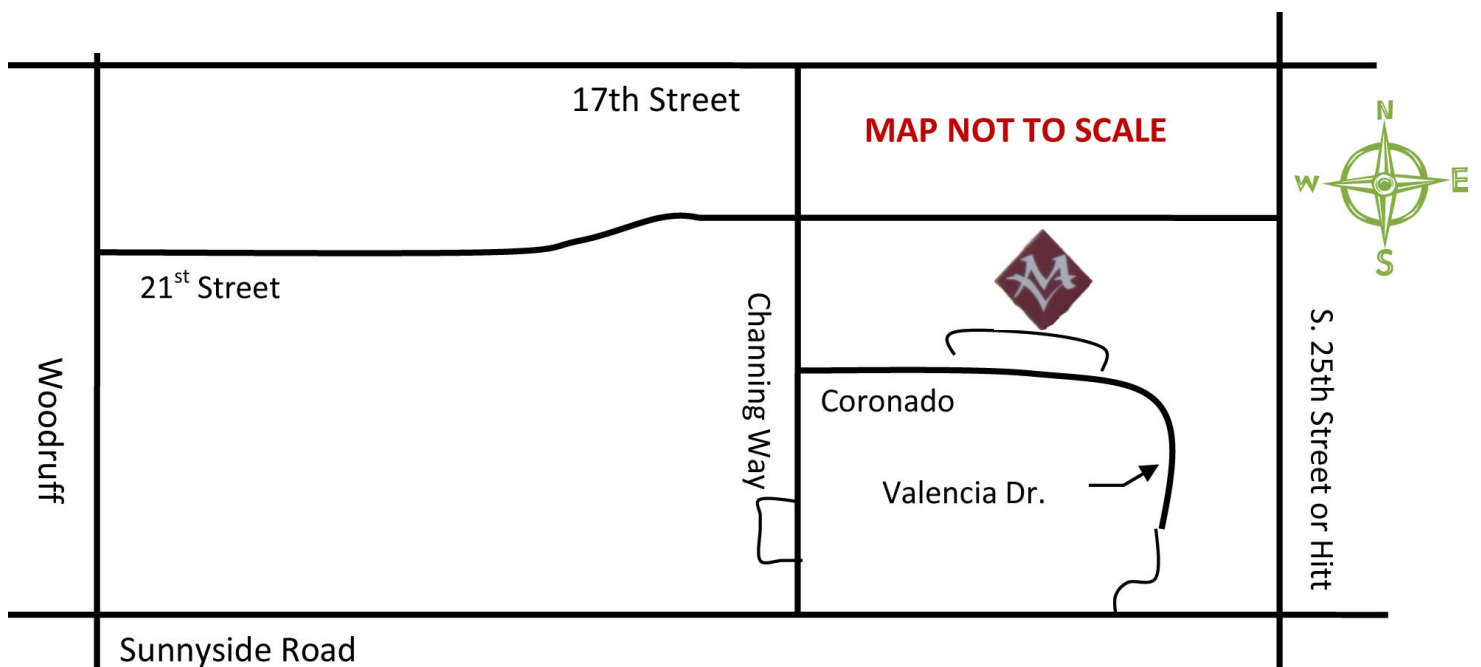 17th Street
MAP NOT TO SCALE
N
W
E
S
21st Street
Channing Way
S. 25th Street or Hitt
Woodruff
Coronado
Valencia Dr.
Sunnyside Road